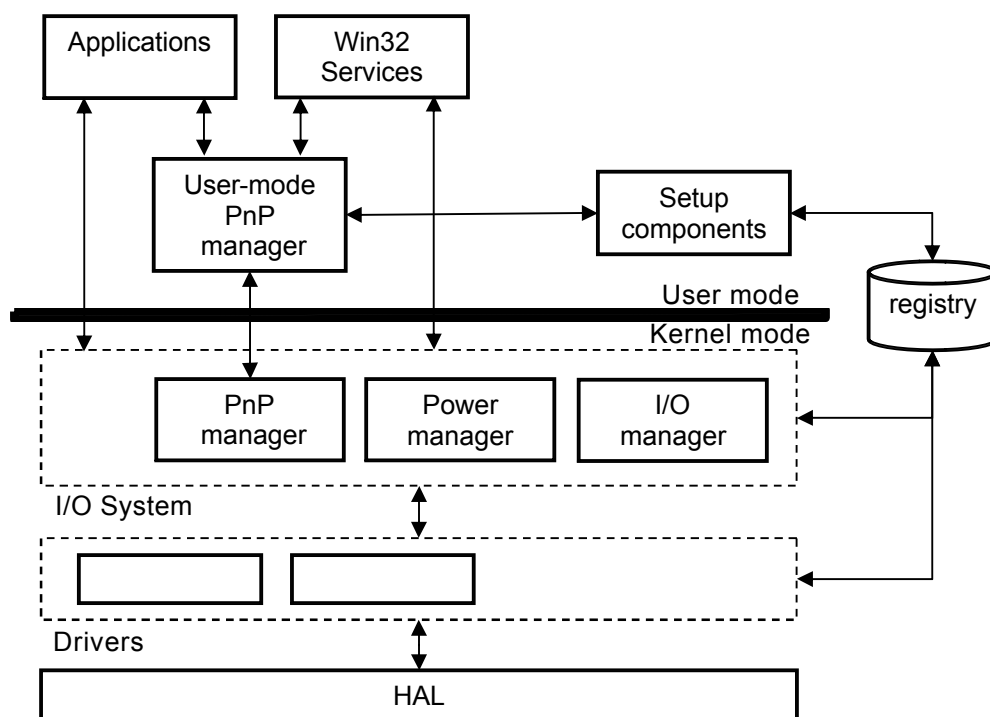 Applications
Win32
Services
User-mode
PnP
manager
Setup
components
User mode
registry
Kernel mode
PnP
manager
Power
manager
I/O
manager
I/O System
Drivers
HAL